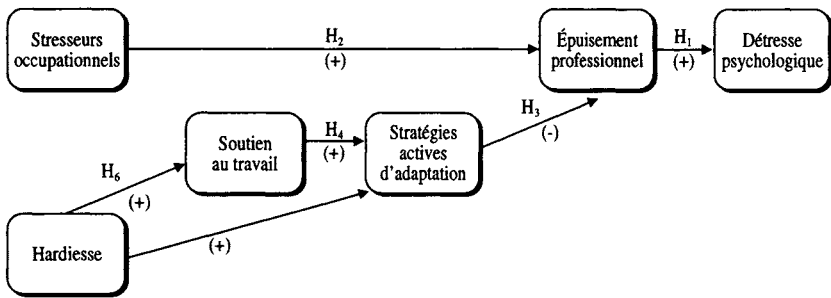 Stresseurs
occupationnels
H2
(+)
Épuisement
professionnel
H1
(+)
Détresse
psychologique
H3
(-)
Soutien
au travail
H4
(+)
Stratégies
actives
d'adaptation
H6
(+)
(+)
Hardiesse